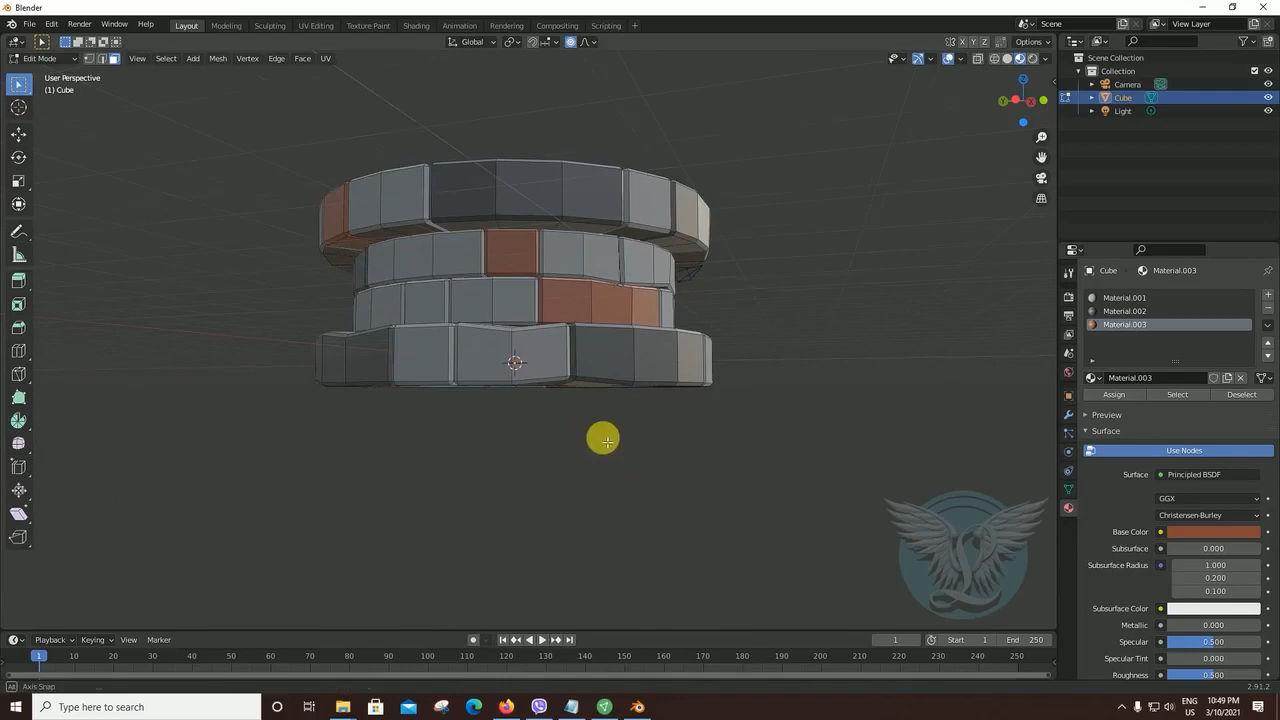 Blender
File Edit Render Window Help Layout Modeling Sculpting UV Editing Texture Paint Shading Animation Rendering Compositing Scripting + Scene View Layer
Global X Y Z Options
Edit Mode View Select Add Mesh Vertex Edge Face UV
User Perspective
(1) Cube
Z
Y X
Scene Collection
Collection
Camera
Cube
Light
Cube Material.003
Material.001
Material.002
Material.003
Material.003
Assign Select Deselect
Preview
Surface
Use Nodes
Surface Principled BSDF
GGX
Christensen-Burley
Base Color
Subsurface 0.000
Subsurface Radius 1.000
0.200
0.100
Subsurface Color
Metallic 0.000
Specular 0.500
Specular Tint 0.000
Roughness 0.500
Playback Keying View Marker 1 Start 1 End 250
1 10 20 30 40 50 60 70 80 90 100 110 120 130 140 150 160 170 180 190 200 210 220 230 240 250
Axis Snap 2.91.2
Type here to search
ENG 10:49 PM
US 3/10/2021